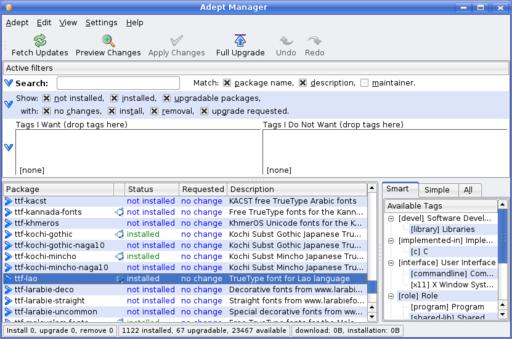 Adept Manager
Adept Edit View Settings Help
Fetch Updates Preview Changes Apply Changes Full Upgrade Undo Redo
Active filters
Search: Match: package name, description, maintainer.
Show: not installed, installed, upgradable packages,
with: no changes, install, removal, upgrade requested.
Tags I Want (drop tags here) Tags I Do Not Want (drop tags here)
[none] [none]
Package Status Requested Description
ttf-kacst not installed no change KACST free TrueType Arabic fonts
ttf-kannada-fonts not installed no change Free TrueType fonts for the Kann...
ttf-khmeros not installed no change KhmerOS Unicode fonts for the K...
ttf-kochi-gothic installed no change Kochi Subst Gothic Japanese Tru...
ttf-kochi-gothic-naga10 not installed no change Kochi Subst Gothic Japanese Tru...
ttf-kochi-mincho installed no change Kochi Subst Mincho Japanese Tru...
ttf-kochi-mincho-naga10 not installed no change Kochi Subst Mincho Japanese Tru...
ttf-lao installed no change TrueType font for Lao language
ttf-larabie-deco not installed no change Decorative fonts from www.larabi...
ttf-larabie-straight not installed no change Straight fonts from www.larabiefo...
ttf-larabie-uncommon not installed no change Special decorative fonts from ww...
Smart Simple All
Available Tags
[devel] Software Devel...
[library] Libraries
[implemented-in] Imple...
[c] C
[interface] User Interface
[commandline] Com...
[x11] X Window Syst...
[role] Role
[program] Program
[shared-lib] Shared
Install 0, upgrade 0, remove 0 1122 installed, 67 upgradable, 23467 available download: 0B, installation: 0B